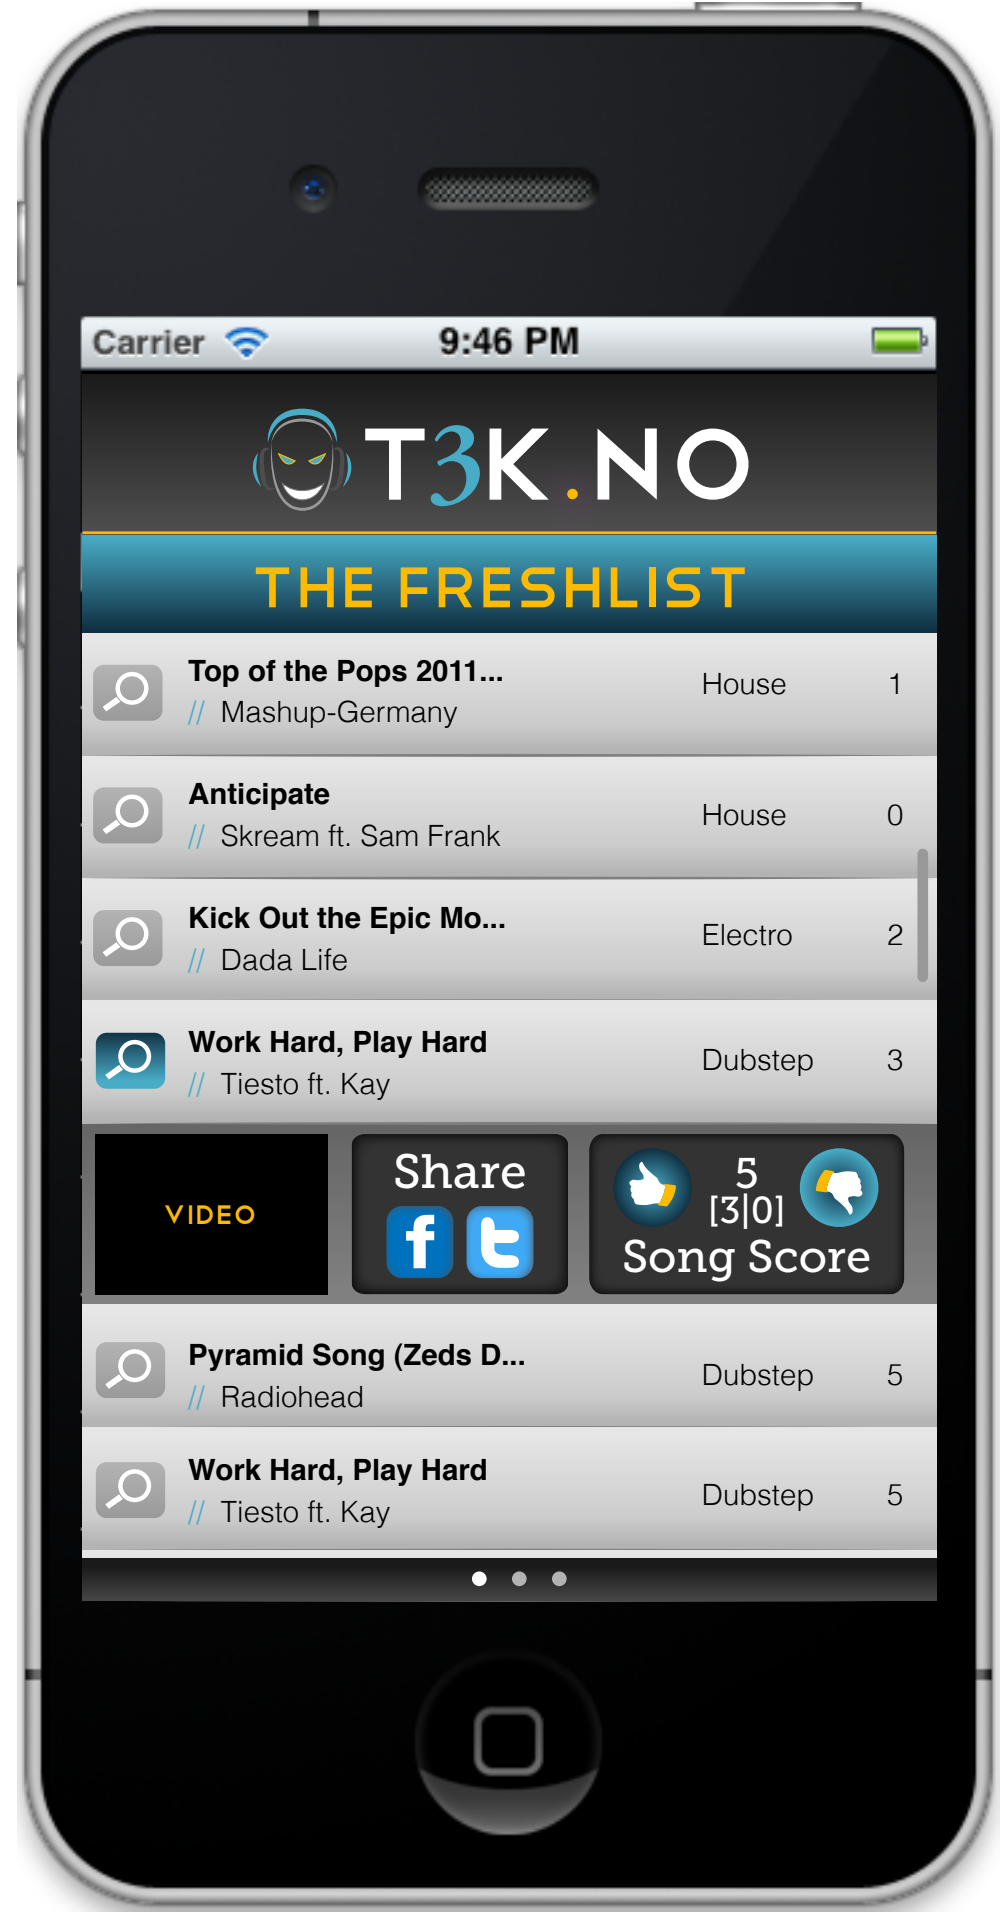 Carrier 9:46 PM
T3K.NO
THE FRESHLIST
Top of the Pops 2011...
// Mashup-Germany
House 1
Anticipate
// Skream ft. Sam Frank
House 0
Kick Out the Epic Mo...
// Dada Life
Electro 2
Work Hard, Play Hard
// Tiesto ft. Kay
Dubstep 3
VIDEO
Share
f t
5
[3|0]
Song Score
Pyramid Song (Zeds D...
// Radiohead
Dubstep 5
Work Hard, Play Hard
// Tiesto ft. Kay
Dubstep 5